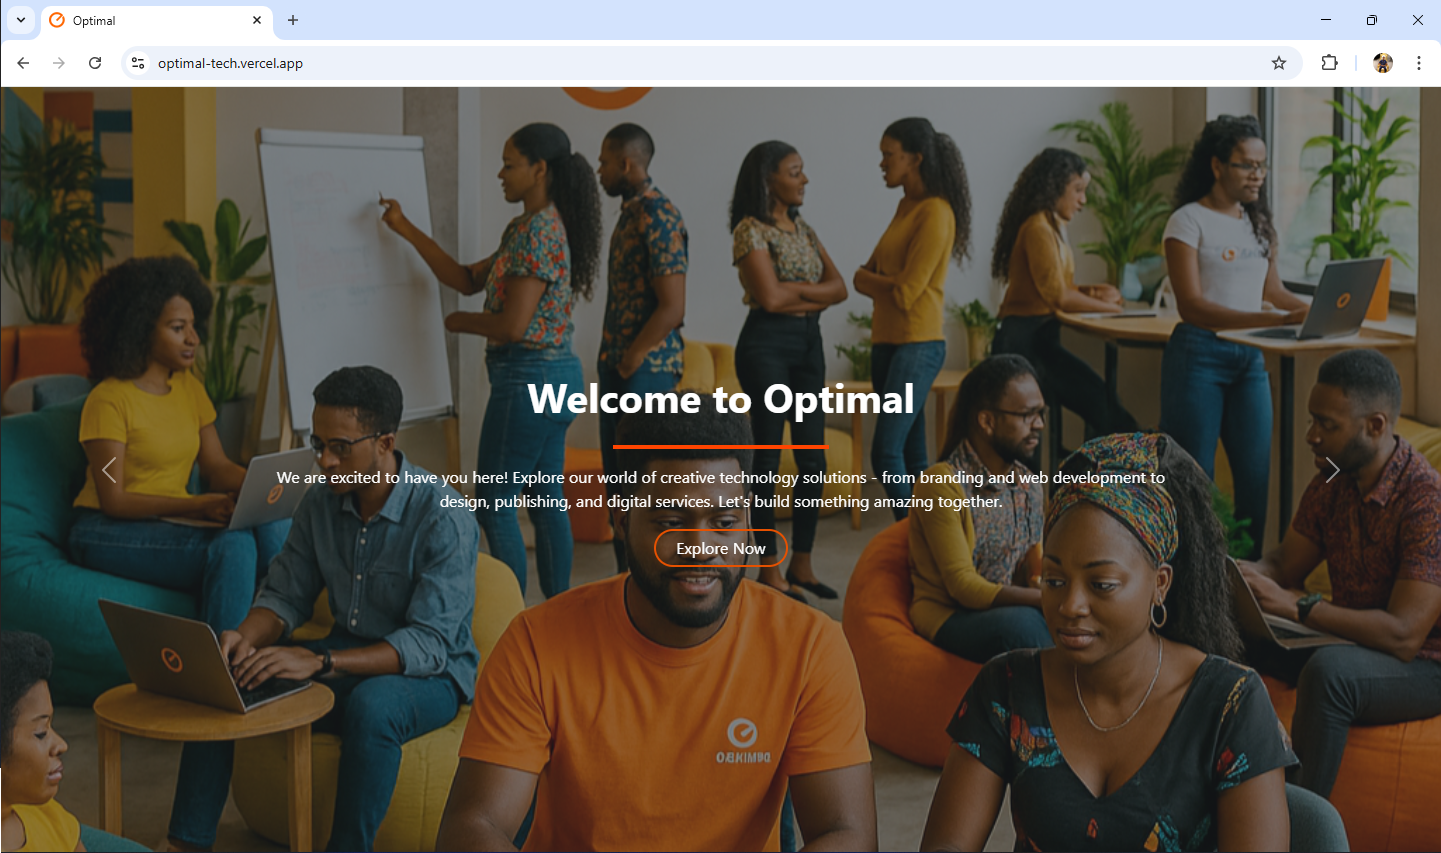 Optimal
optimal-tech.vercel.app
Welcome to Optimal
We are excited to have you here! Explore our world of creative technology solutions - from branding and web development to
design, publishing, and digital services. Let's build something amazing together.
Explore Now